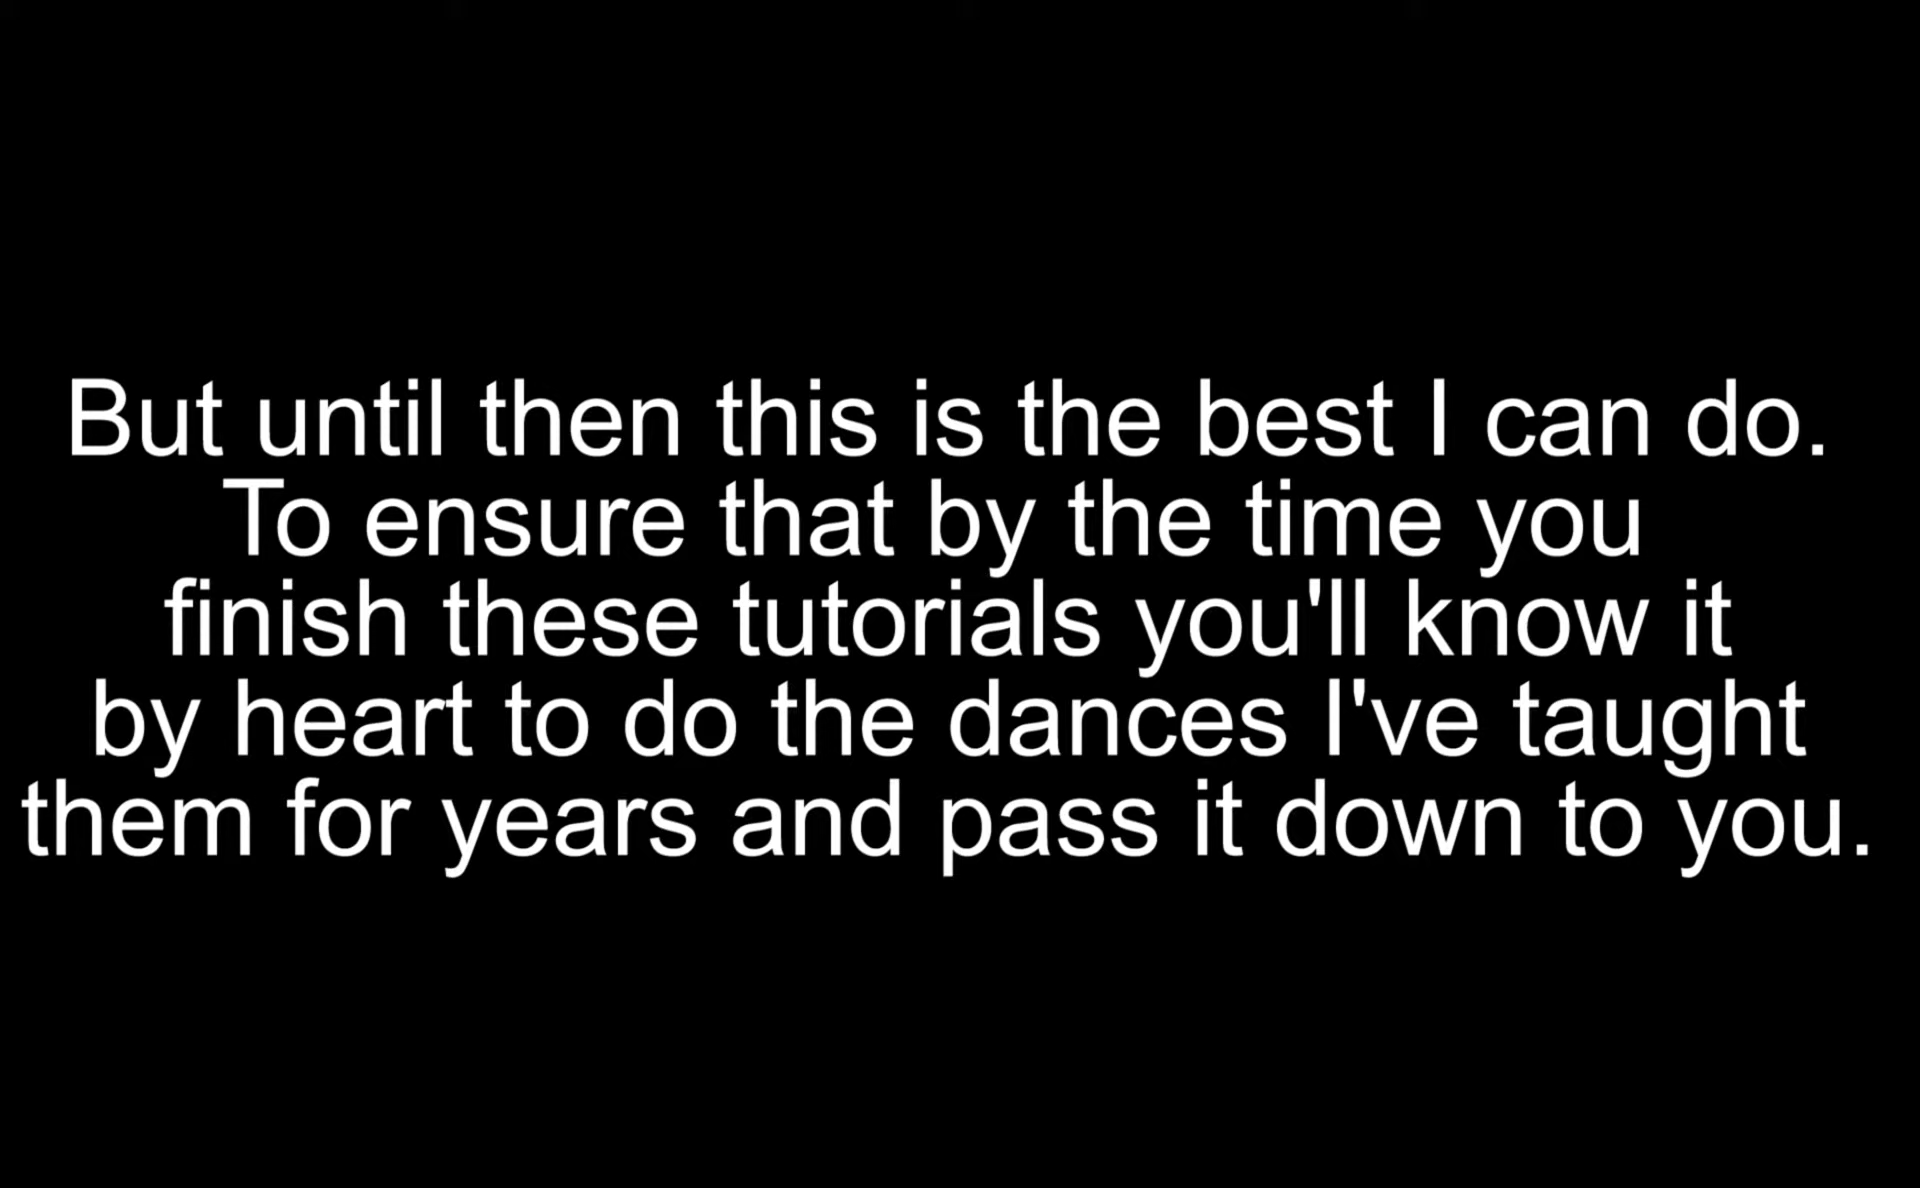 But until then this is the best I can do.
To ensure that by the time you
finish these tutorials you'll know it
by heart to do the dances I've taught
them for years and pass it down to you.